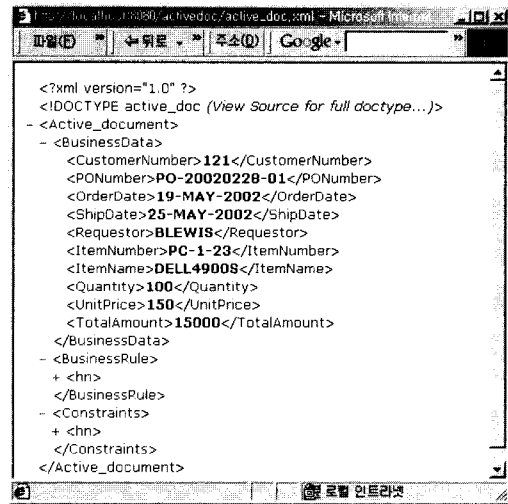 /activedoc/active_doc.xml - Microsoft
파일(F) » 뒤로 » 주소(D) Google »
<?xml version="1.0" ?>
<!DOCTYPE active_doc (View Source for full doctype...)>
- <Active_document>
- <BusinessData>
<CustomerNumber>121</CustomerNumber>
<PONumber>PO-20020228-01</PONumber>
<OrderDate>19-MAY-2002</OrderDate>
<ShipDate>25-MAY-2002</ShipDate>
<Requestor>BLEWIS</Requestor>
<ItemNumber>PC-1-23</ItemNumber>
<ItemName>DELL4900S</ItemName>
<Quantity>100</Quantity>
<UnitPrice>150</UnitPrice>
<TotalAmount>15000</TotalAmount>
</BusinessData>
- <BusinessRule>
+ <hn>
</BusinessRule>
- <Constraints>
+ <hn>
</Constraints>
</Active_document>
로컬 인트라넷